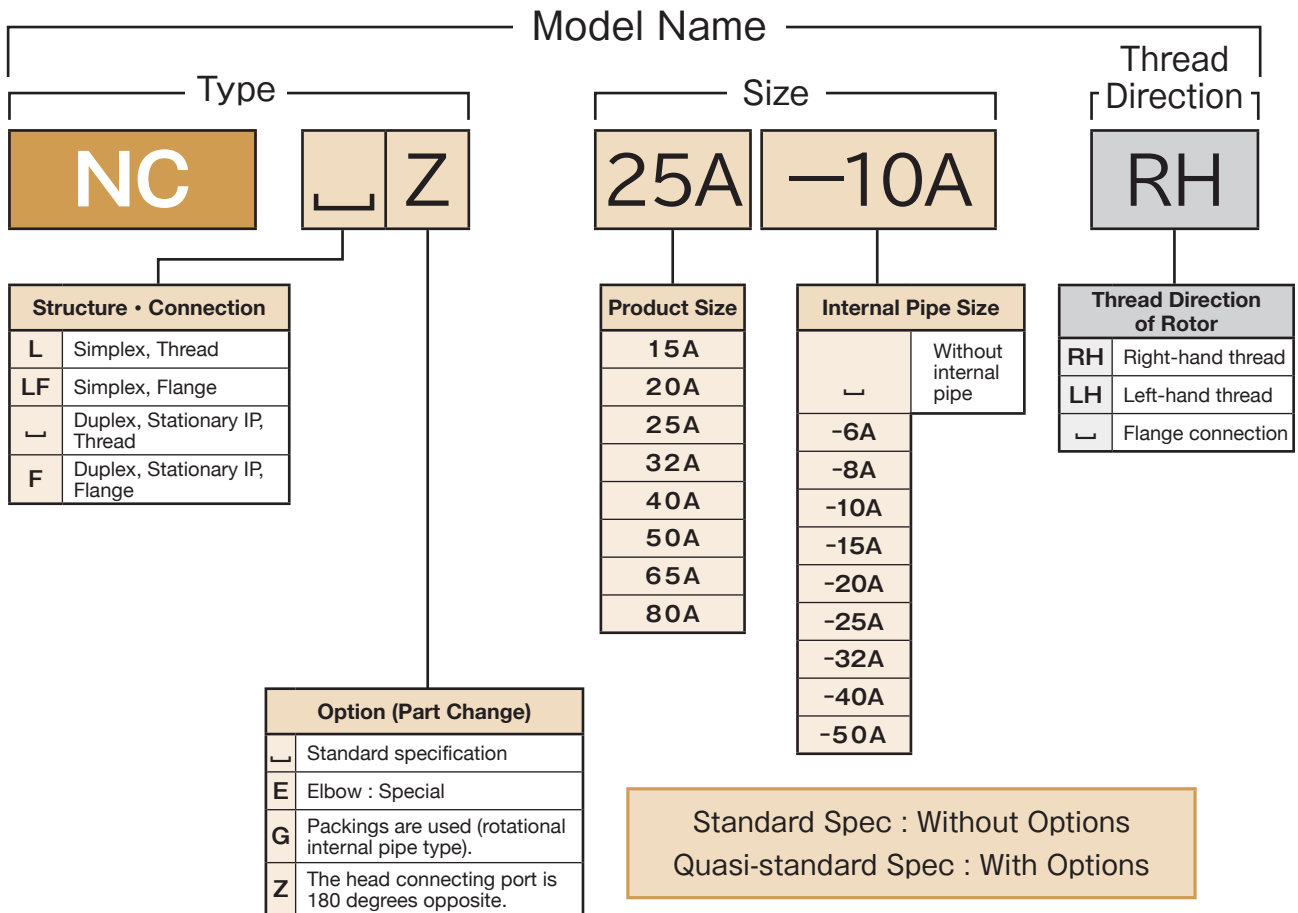 Model Name
Type
Size
Thread
Direction
NC
⎵
Z
25A
−10A
RH
Structure・Connection
L Simplex, Thread
LF Simplex, Flange
⎵ Duplex, Stationary IP,
Thread
F Duplex, Stationary IP,
Flange
Product Size
15A
20A
25A
32A
40A
50A
65A
80A
Internal Pipe Size
⎵ Without
internal
pipe
-6A
-8A
-10A
-15A
-20A
-25A
-32A
-40A
-50A
Thread Direction
of Rotor
RH Right-hand thread
LH Left-hand thread
⎵ Flange connection
Option (Part Change)
⎵ Standard specification
E Elbow : Special
G Packings are used (rotational
internal pipe type).
Z The head connecting port is
180 degrees opposite.
Standard Spec : Without Options
Quasi-standard Spec : With Options